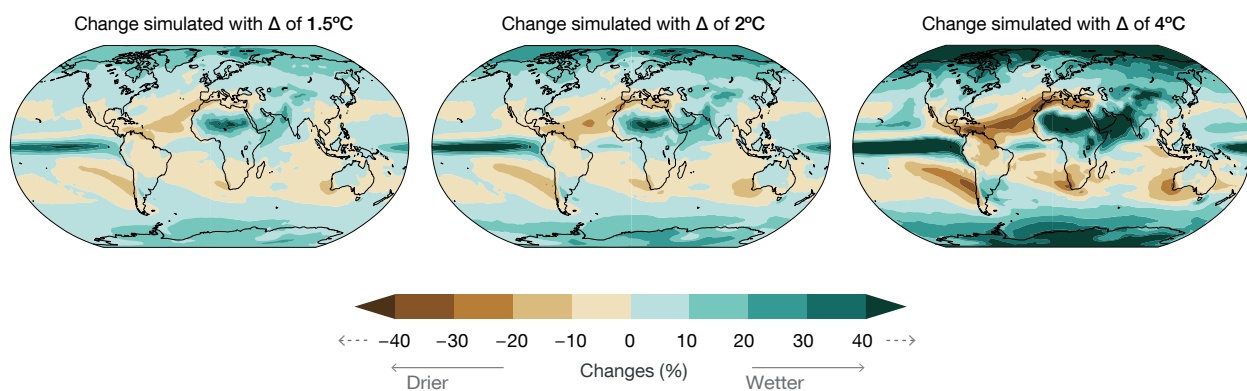 Change simulated with Δ of 1.5ºC
Change simulated with Δ of 2ºC
Change simulated with Δ of 4ºC
−40 −30 −20 −10 0 10 20 30 40
Changes (%)
Drier
Wetter